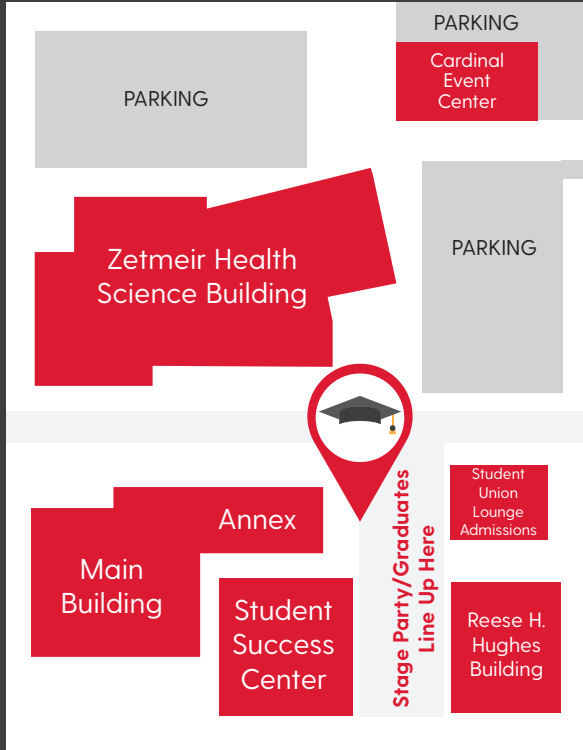 PARKING
Cardinal
Event
Center
PARKING
PARKING
Zetmeir Health
Science Building
Stage Party/Graduates
Line Up Here
Student
Union
Lounge
Admissions
Annex
Main
Building
Student
Success
Center
Reese H.
Hughes
Building